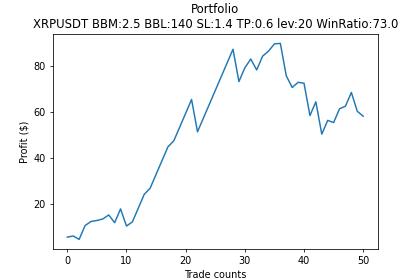 Portfolio
XRPUSDT BBM:2.5 BBL:140 SL:1.4 TP:0.6 lev:20 WinRatio:73.0
Profit ($)
80
60
40
20
0
10
20
30
40
50
Trade counts